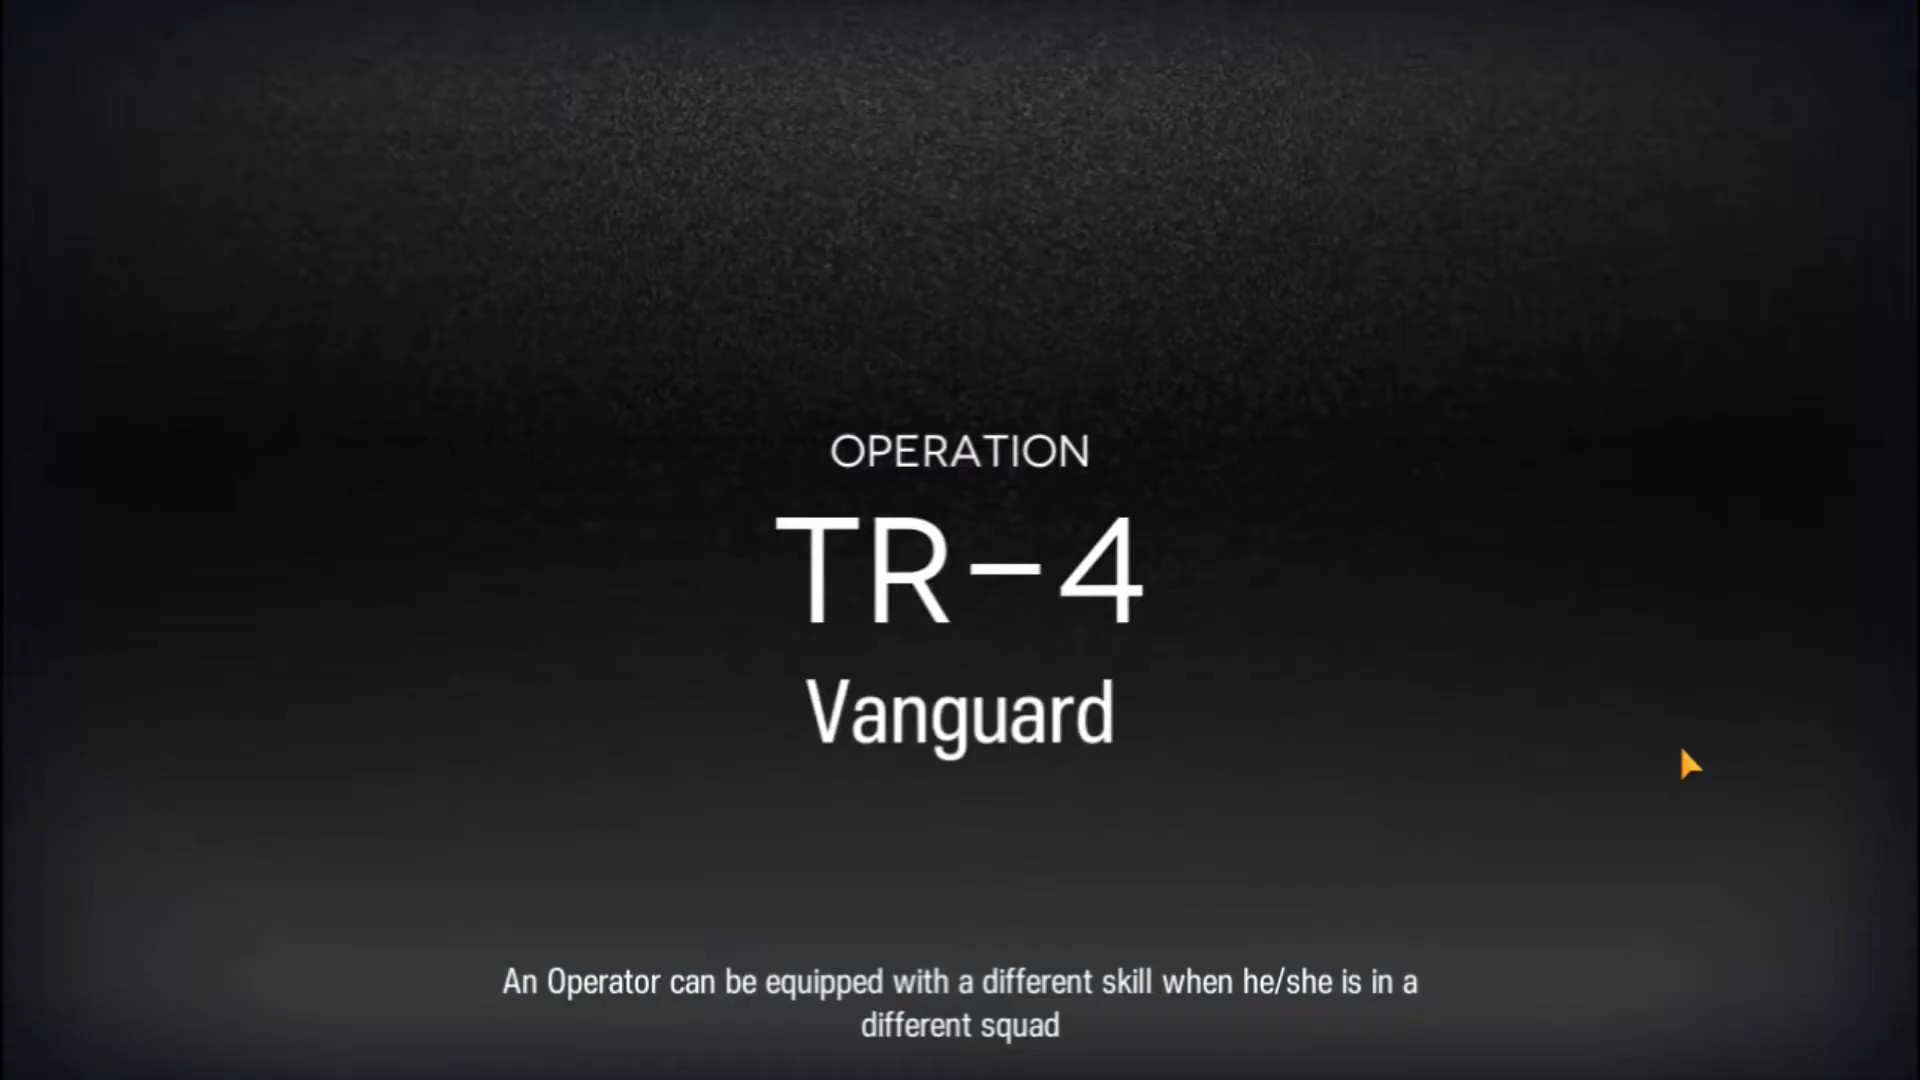 OPERATION
TR-4
Vanguard
An Operator can be equipped with a different skill when he/she is in a
different squad